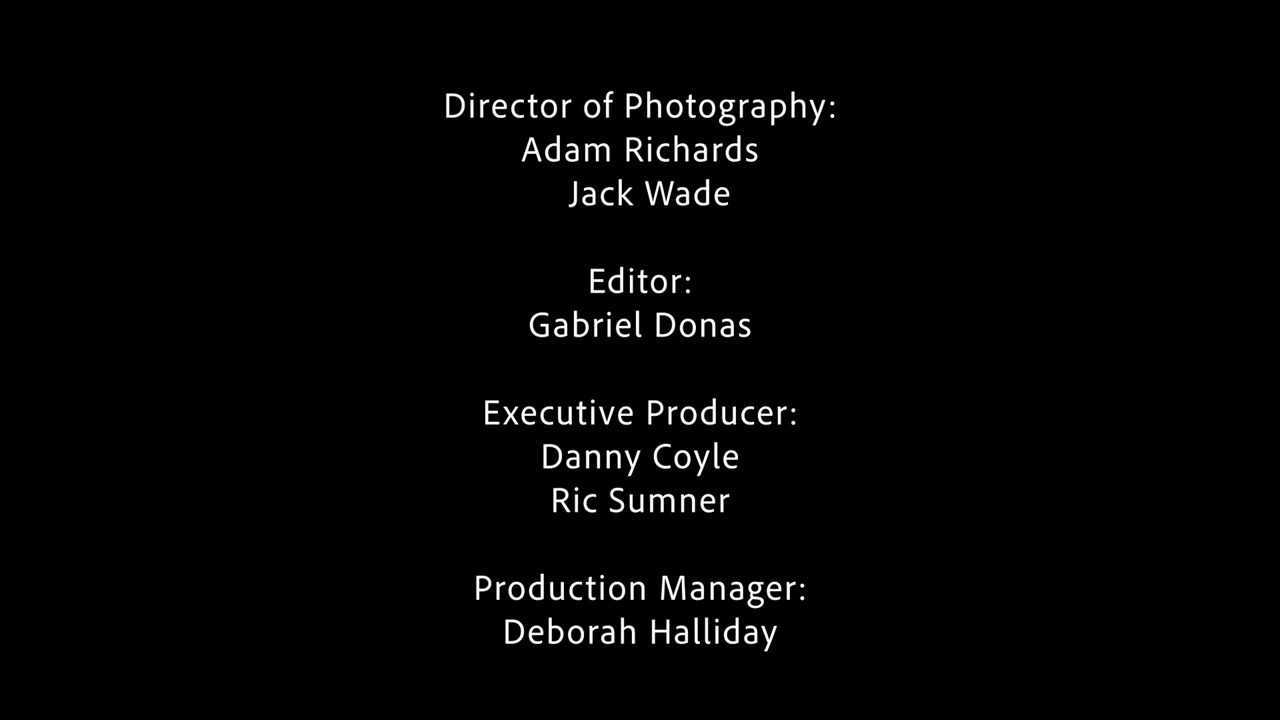 Director of Photography:
Adam Richards
Jack Wade
Editor:
Gabriel Donas
Executive Producer:
Danny Coyle
Ric Sumner
Production Manager:
Deborah Halliday